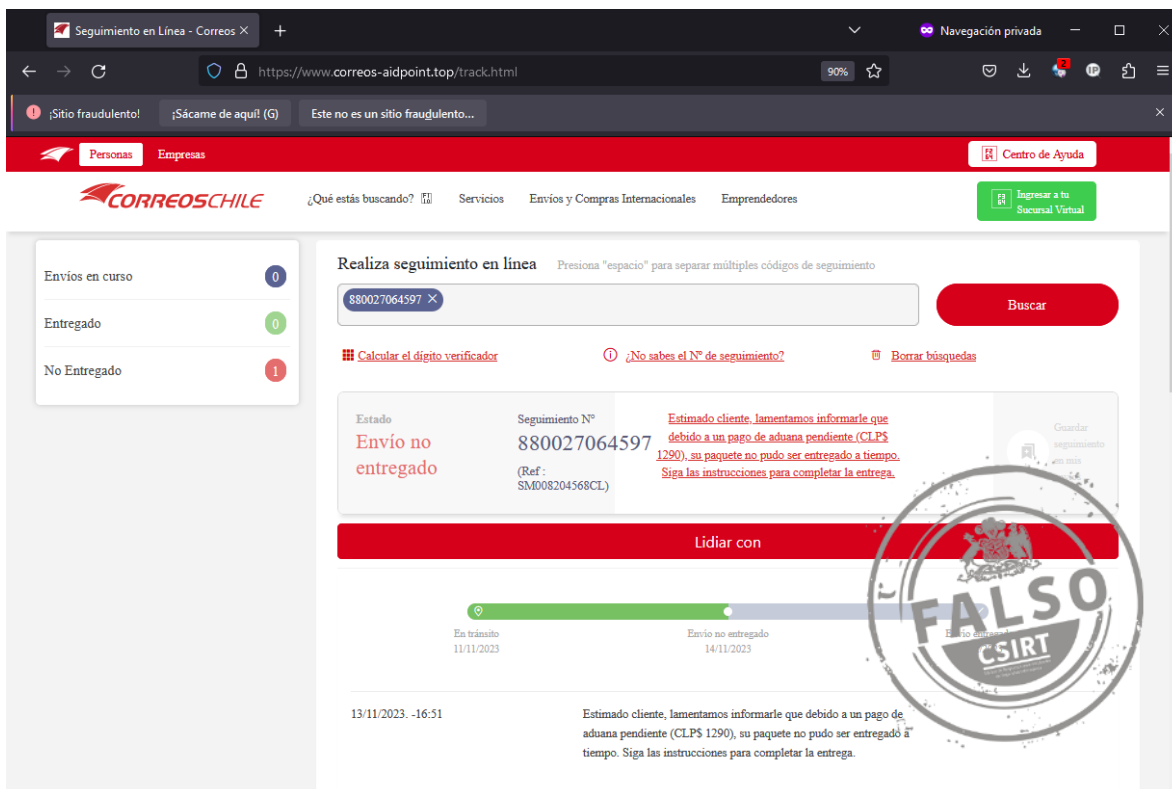 Seguimiento en Línea - Correos
Navegación privada
https://www.correos-aidpoint.top/track.html
90%
¡Sitio fraudulento!
¡Sácame de aquí! (G)
Este no es un sitio fraudulento...
Personas
Empresas
Centro de Ayuda
CORREOSCHILE
¿Qué estás buscando?
Servicios
Envíos y Compras Internacionales
Emprendedores
Ingresar a tu
Sucursal Virtual
Envíos en curso
0
Entregado
0
No Entregado
1
Realiza seguimiento en línea
Presiona "espacio" para separar múltiples códigos de seguimiento
880027064597
Buscar
Calcular el dígito verificador
¿No sabes el Nº de seguimiento?
Borrar búsquedas
Estado
Envío no
entregado
Seguimiento Nº
880027064597
(Ref :
SM008204568CL)
Estimado cliente, lamentamos informarle que
debido a un pago de aduana pendiente (CLP$
1290), su paquete no pudo ser entregado a tiempo.
Siga las instrucciones para completar la entrega.
Guardar
seguimiento
en mis
Lidiar con
FALSO
CSIRT
En tránsito
11/11/2023
Envío no entregado
14/11/2023
13/11/2023. -16:51
Estimado cliente, lamentamos informarle que debido a un pago de
aduana pendiente (CLP$ 1290), su paquete no pudo ser entregado a
tiempo. Siga las instrucciones para completar la entrega.